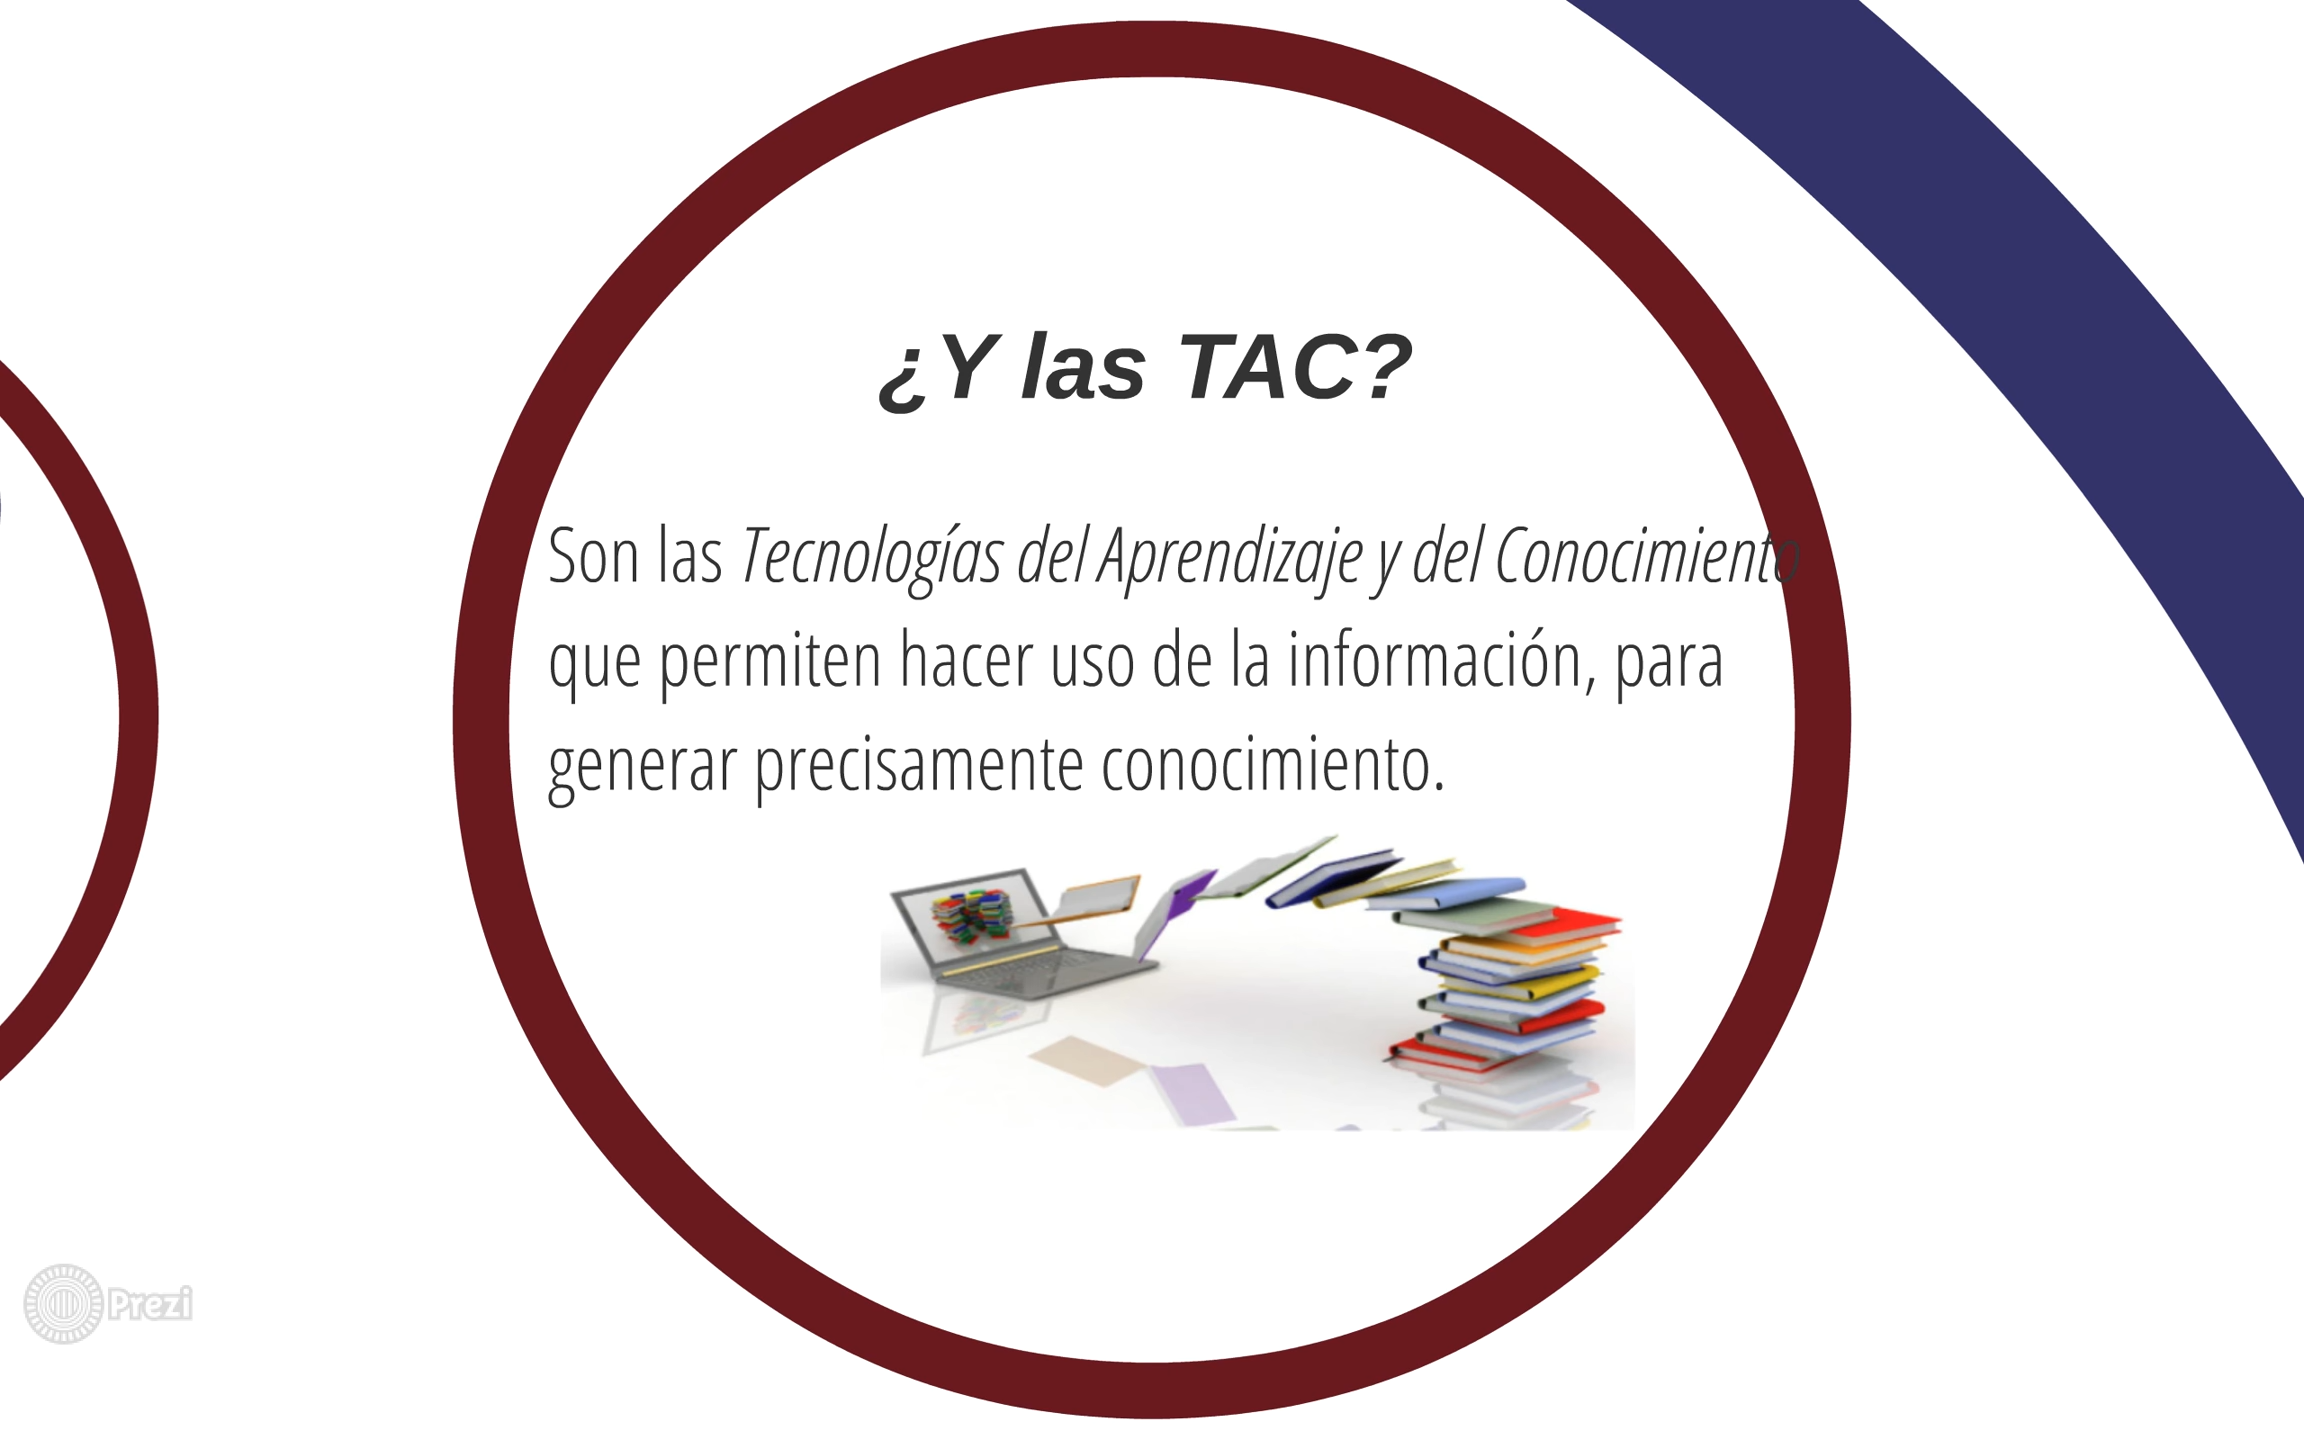 ¿Y las TAC?
Son las Tecnologías del Aprendizaje y del Conocimiento
que permiten hacer uso de la información, para
generar precisamente conocimiento.
Prezi